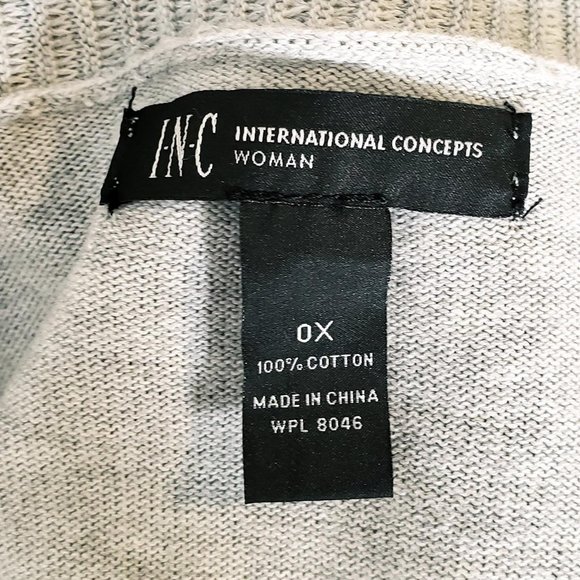 I-N-C INTERNATIONAL CONCEPTS
WOMAN
0X
100% COTTON
MADE IN CHINA
WPL 8046